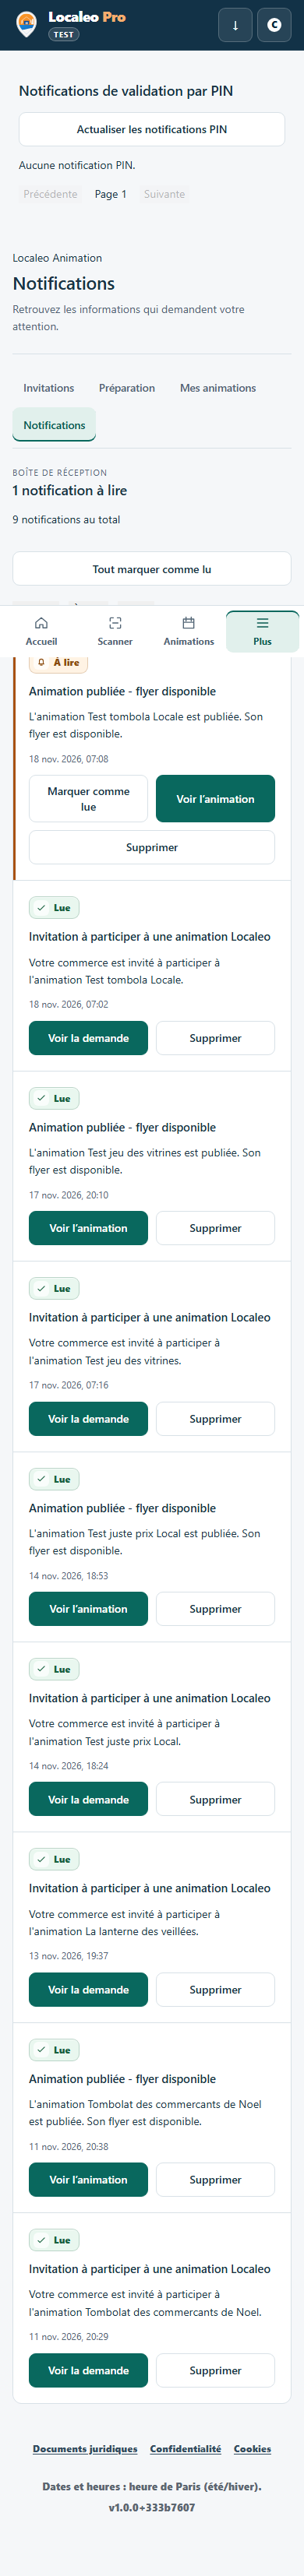 Localeo Pro
TEST
↓
C
Notifications de validation par PIN
Actualiser les notifications PIN
Aucune notification PIN.
Précédente Page 1 Suivante
Localeo Animation
Notifications
Retrouvez les informations qui demandent votre
attention.
Invitations Préparation Mes animations
Notifications
BOÎTE DE RÉCEPTION
1 notification à lire
9 notifications au total
Tout marquer comme lu
Accueil Scanner Animations Plus
À lire
Animation publiée - flyer disponible
L'animation Test tombola Locale est publiée. Son
flyer est disponible.
18 nov. 2026, 07:08
Marquer comme
lue
Voir l’animation
Supprimer
Lue
Invitation à participer à une animation Localeo
Votre commerce est invité à participer à
l'animation Test tombola Locale.
18 nov. 2026, 07:02
Voir la demande Supprimer
Lue
Animation publiée - flyer disponible
L'animation Test jeu des vitrines est publiée. Son
flyer est disponible.
17 nov. 2026, 20:10
Voir l’animation Supprimer
Lue
Invitation à participer à une animation Localeo
Votre commerce est invité à participer à
l'animation Test jeu des vitrines.
17 nov. 2026, 07:16
Voir la demande Supprimer
Lue
Animation publiée - flyer disponible
L'animation Test juste prix Local est publiée. Son
flyer est disponible.
14 nov. 2026, 18:53
Voir l’animation Supprimer
Lue
Invitation à participer à une animation Localeo
Votre commerce est invité à participer à
l'animation Test juste prix Local.
14 nov. 2026, 18:24
Voir la demande Supprimer
Lue
Invitation à participer à une animation Localeo
Votre commerce est invité à participer à
l'animation La lanterne des veillées.
13 nov. 2026, 19:37
Voir la demande Supprimer
Lue
Animation publiée - flyer disponible
L'animation Tombolat des commercants de Noel
est publiée. Son flyer est disponible.
11 nov. 2026, 20:38
Voir l’animation Supprimer
Lue
Invitation à participer à une animation Localeo
Votre commerce est invité à participer à
l'animation Tombolat des commercants de Noel.
11 nov. 2026, 20:29
Voir la demande Supprimer
Documents juridiques Confidentialité Cookies
Dates et heures : heure de Paris (été/hiver).
v1.0.0+333b7607